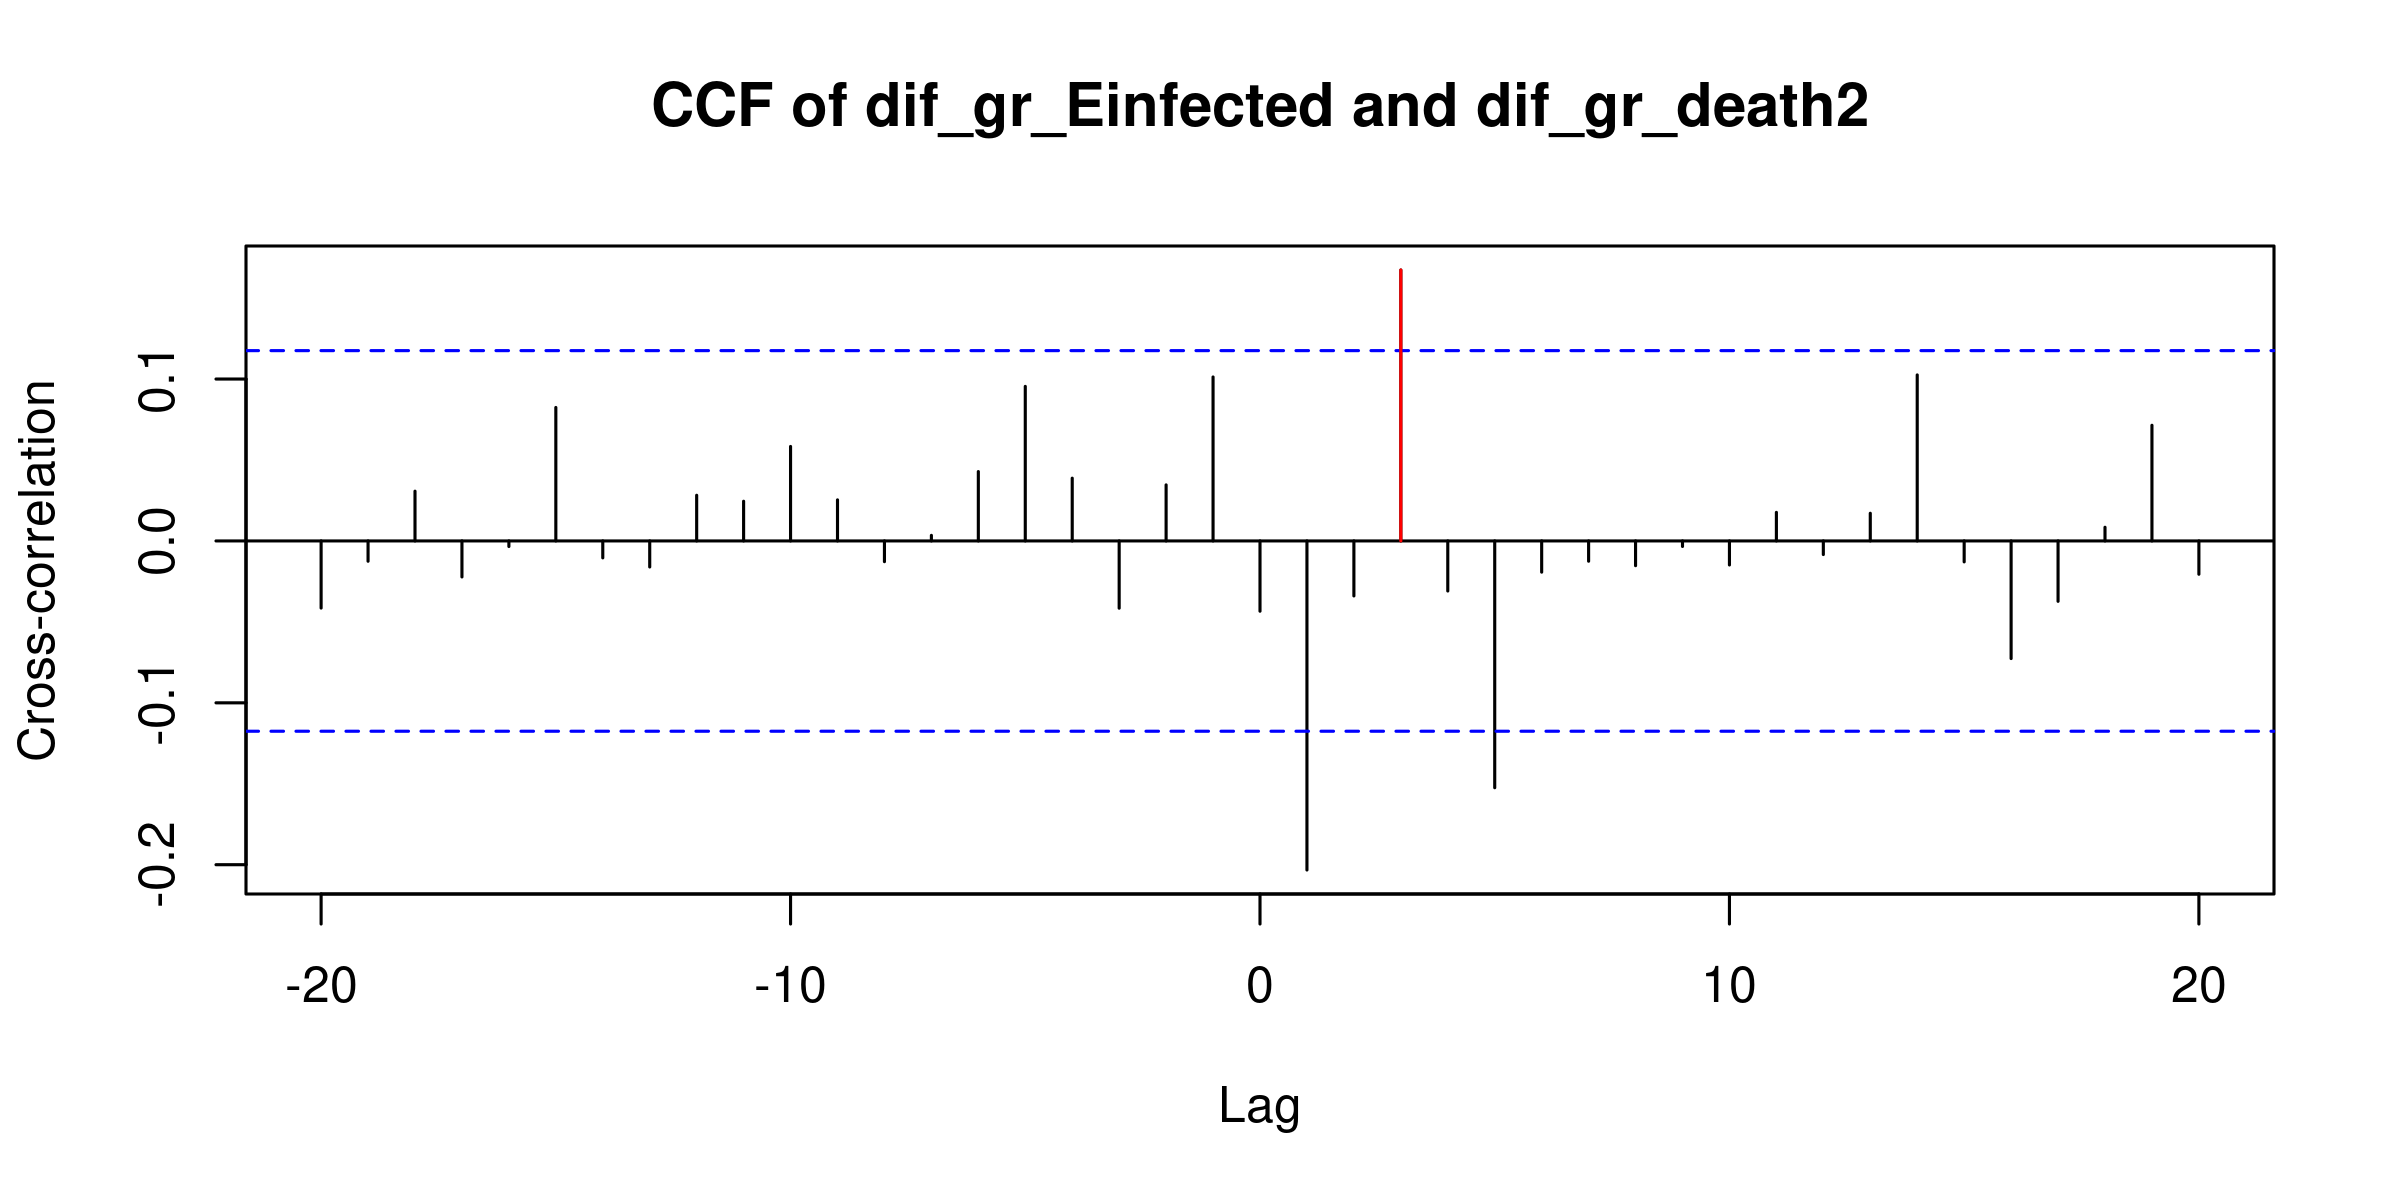 CCF of dif_gr_Einfected and dif_gr_death2
Cross-correlation
0.1
0.0
-0.1
-0.2
-20 -10 0 10 20
Lag